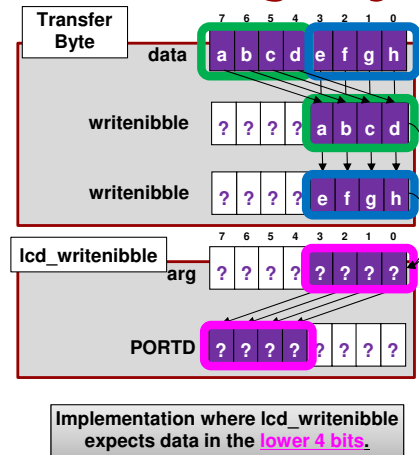 Transfer
Byte
7 6 5 4 3 2 1 0
data a b c d e f g h
writenibble ? ? ? ? a b c d
writenibble ? ? ? ? e f g h
lcd_writenibble
7 6 5 4 3 2 1 0
arg ? ? ? ? ? ? ? ?
PORTD ? ? ? ? ? ? ? ?
Implementation where lcd_writenibble
expects data in the lower 4 bits.